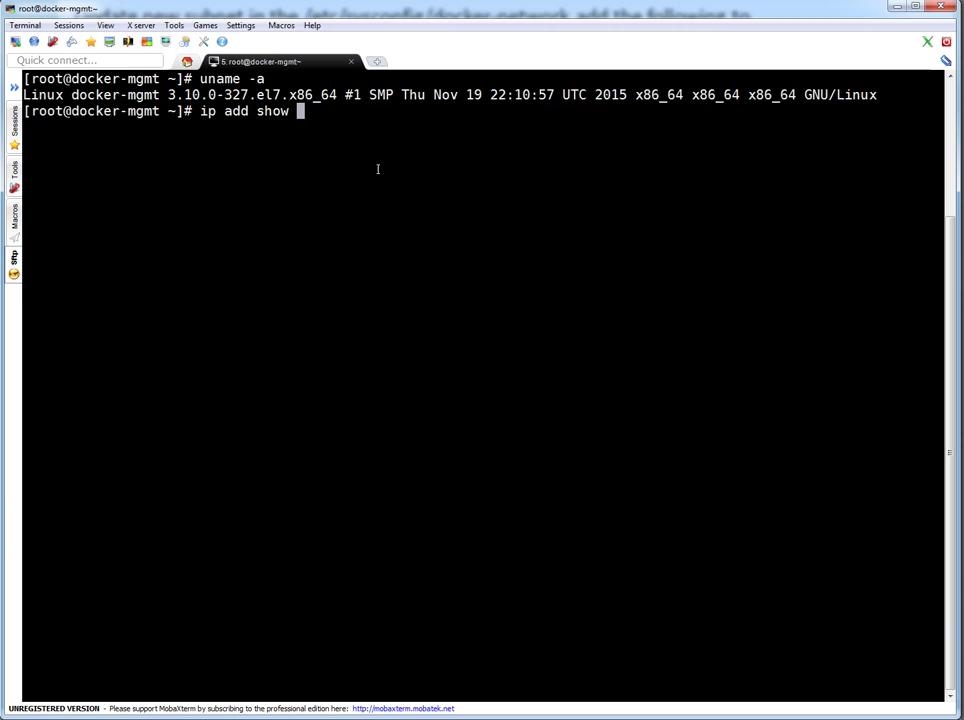 root@docker-mgmt:~
Terminal Sessions View X server Tools Games Settings Macros Help
Quick connect...
5. root@docker-mgmt~
[root@docker-mgmt ~]# uname -a
Linux docker-mgmt 3.10.0-327.el7.x86_64 #1 SMP Thu Nov 19 22:10:57 UTC 2015 x86_64 x86_64 x86_64 GNU/Linux
[root@docker-mgmt ~]# ip add show
Sessions
Tools
Macros
Sftp
UNREGISTERED VERSION - Please support MobaXterm by subscribing to the professional edition here: http://mobaxterm.mobatek.net